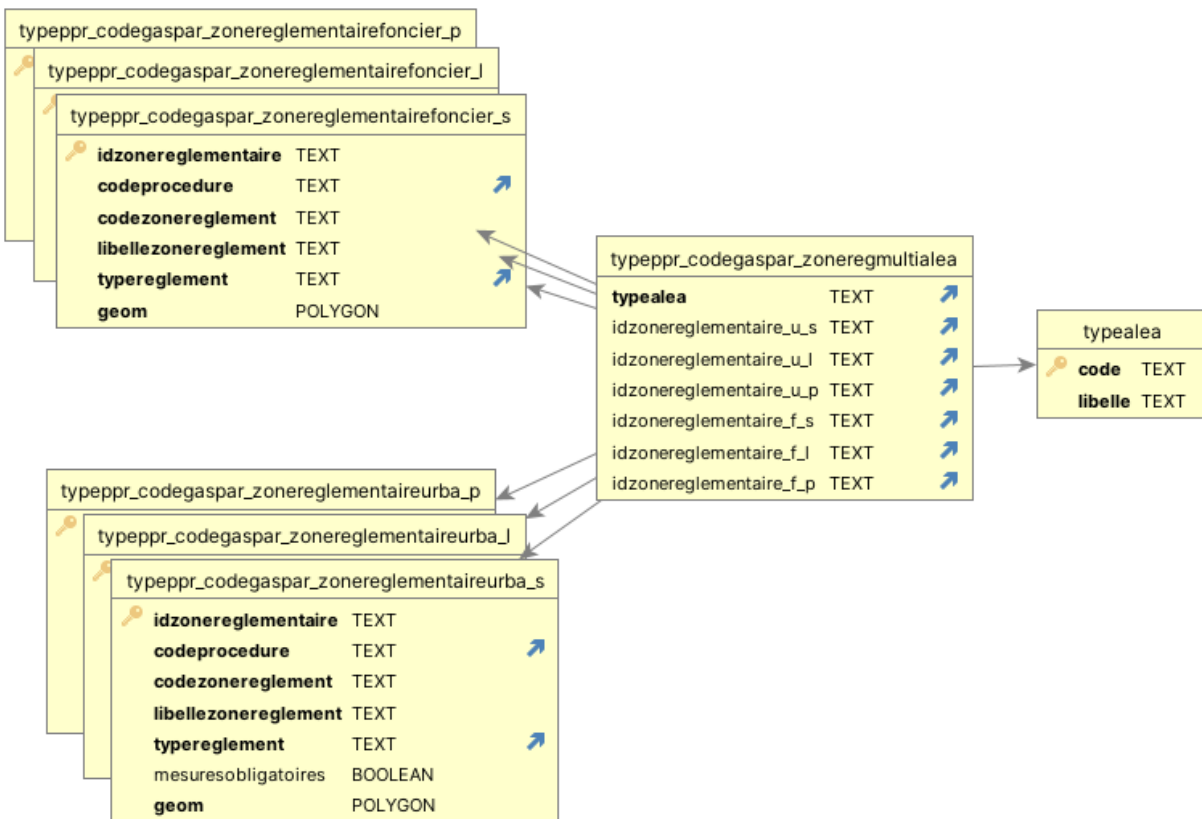 typeppr_codegaspar_zonereglementairefoncier_p
typeppr_codegaspar_zonereglementairefoncier_l
typeppr_codegaspar_zonereglementairefoncier_s
idzonereglementaire TEXT
codeprocedure TEXT
codezonereglement TEXT
libellezonereglement TEXT
typereglement TEXT
geom POLYGON
typeppr_codegaspar_zoneregmultialea
typealea TEXT
idzonereglementaire_u_s TEXT
idzonereglementaire_u_l TEXT
idzonereglementaire_u_p TEXT
idzonereglementaire_f_s TEXT
idzonereglementaire_f_l TEXT
idzonereglementaire_f_p TEXT
typealea
code TEXT
libelle TEXT
typeppr_codegaspar_zonereglementaireurba_p
typeppr_codegaspar_zonereglementaireurba_l
typeppr_codegaspar_zonereglementaireurba_s
idzonereglementaire TEXT
codeprocedure TEXT
codezonereglement TEXT
libellezonereglement TEXT
typereglement TEXT
mesuresobligatoires BOOLEAN
geom POLYGON